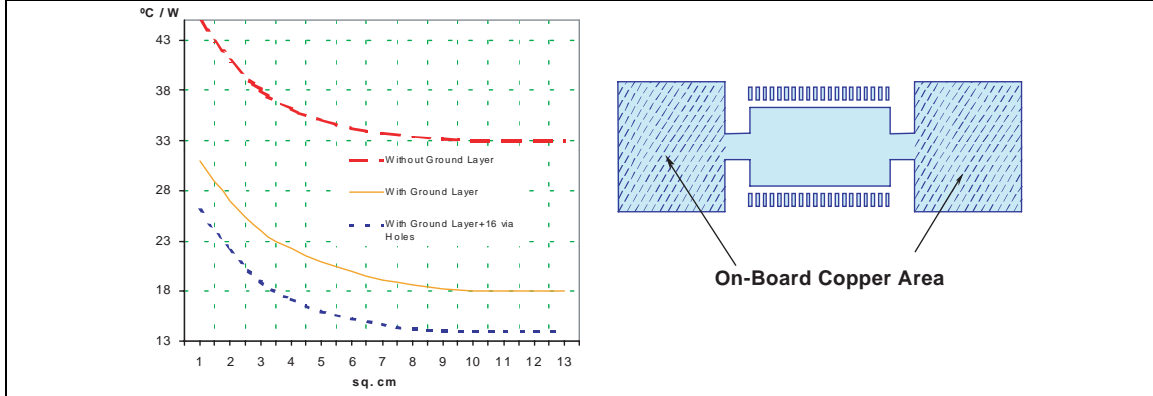 ºC / W
43
38
33
28
23
18
13
Without Ground Layer
With Ground Layer
With Ground Layer+16 via
Holes
1 2 3 4 5 6 7 8 9 10 11 12 13
sq. cm
On-Board Copper Area